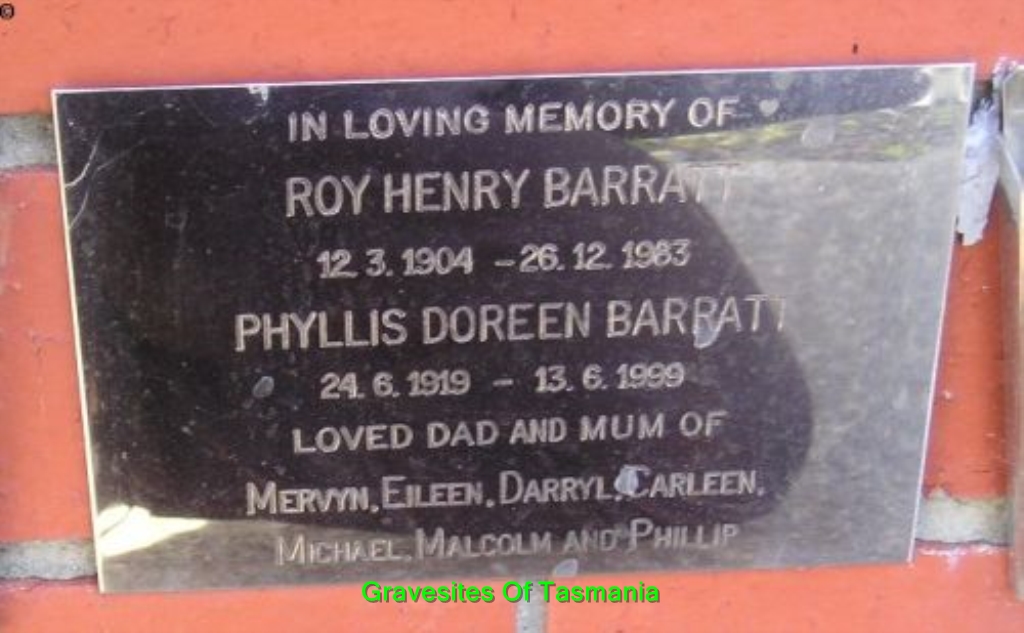 IN LOVING MEMORY OF
ROY HENRY BARRATT
12.3.1904 - 26.12.1983
PHYLLIS DOREEN BARRATT
24.6.1919 - 13.6.1999
LOVED DAD AND MUM OF
MERVYN, EILEEN, DARRYL, CARLEEN,
MICHAEL, MALCOLM AND PHILLIP
Gravesites Of Tasmania